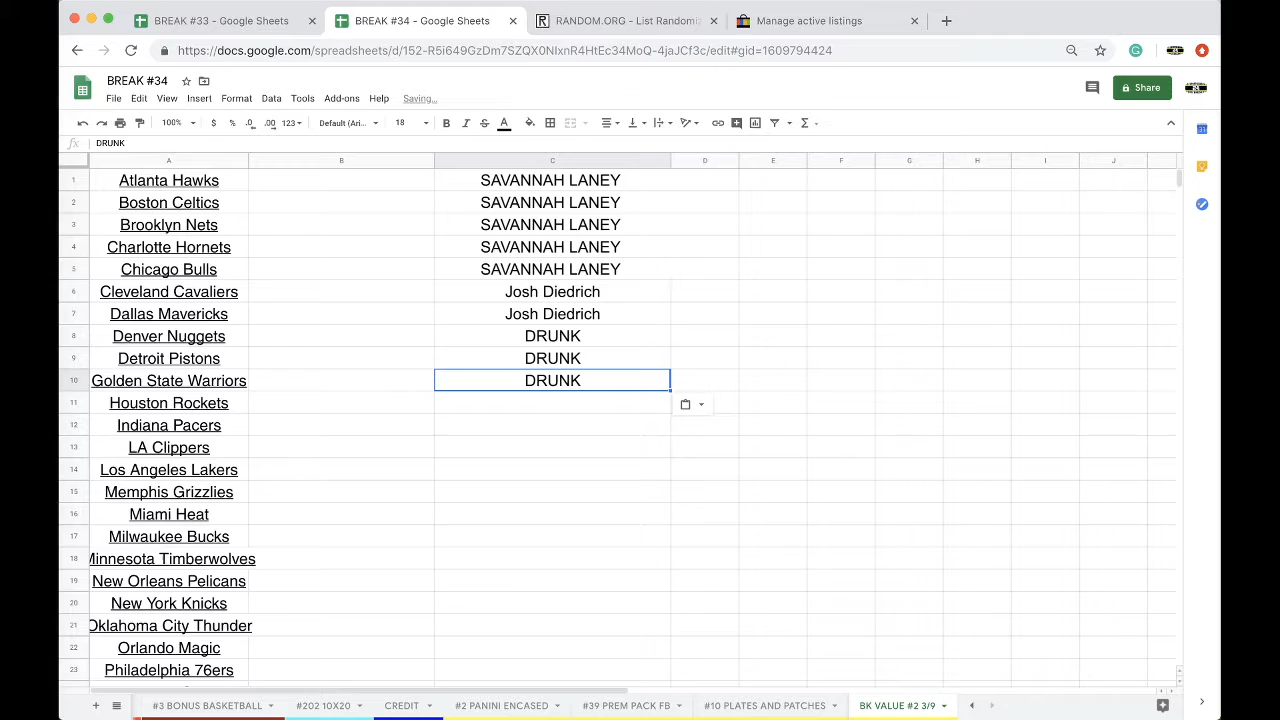 BREAK #33 - Google Sheets
BREAK #34 - Google Sheets
RANDOM.ORG - List Randomi
Manage active listings
https://docs.google.com/spreadsheets/d/152-R5i649GzDm7SZQX0NlxnR4HtEc34MoQ-4jaJCf3c/edit#gid=1609794424
BREAK #34
File Edit View Insert Format Data Tools Add-ons Help Saving...
Share
100% $ % .0 .00 123 Default (Ari... 18 B I S A
fx DRUNK
A B C D E F G H I J
1 Atlanta Hawks SAVANNAH LANEY
2 Boston Celtics SAVANNAH LANEY
3 Brooklyn Nets SAVANNAH LANEY
4 Charlotte Hornets SAVANNAH LANEY
5 Chicago Bulls SAVANNAH LANEY
6 Cleveland Cavaliers Josh Diedrich
7 Dallas Mavericks Josh Diedrich
8 Denver Nuggets DRUNK
9 Detroit Pistons DRUNK
10 Golden State Warriors DRUNK
11 Houston Rockets
12 Indiana Pacers
13 LA Clippers
14 Los Angeles Lakers
15 Memphis Grizzlies
16 Miami Heat
17 Milwaukee Bucks
18 Minnesota Timberwolves
19 New Orleans Pelicans
20 New York Knicks
21 Oklahoma City Thunder
22 Orlando Magic
23 Philadelphia 76ers
#3 BONUS BASKETBALL #202 10X20 CREDIT #2 PANINI ENCASED #39 PREM PACK FB #10 PLATES AND PATCHES BK VALUE #2 3/9